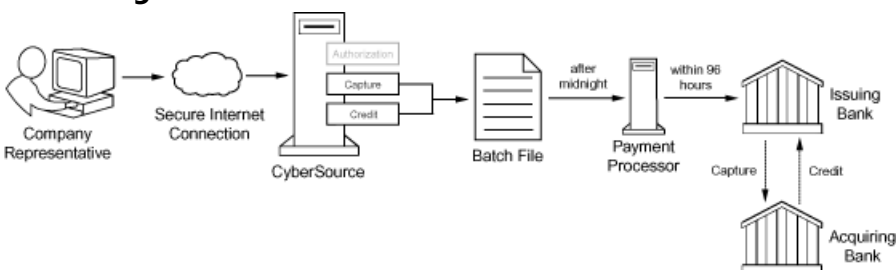 Authorization
Capture
Credit
Company
Representative
Secure Internet
Connection
CyberSource
Batch File
after
midnight
Payment
Processor
within 96
hours
Issuing
Bank
Capture
Credit
Acquiring
Bank